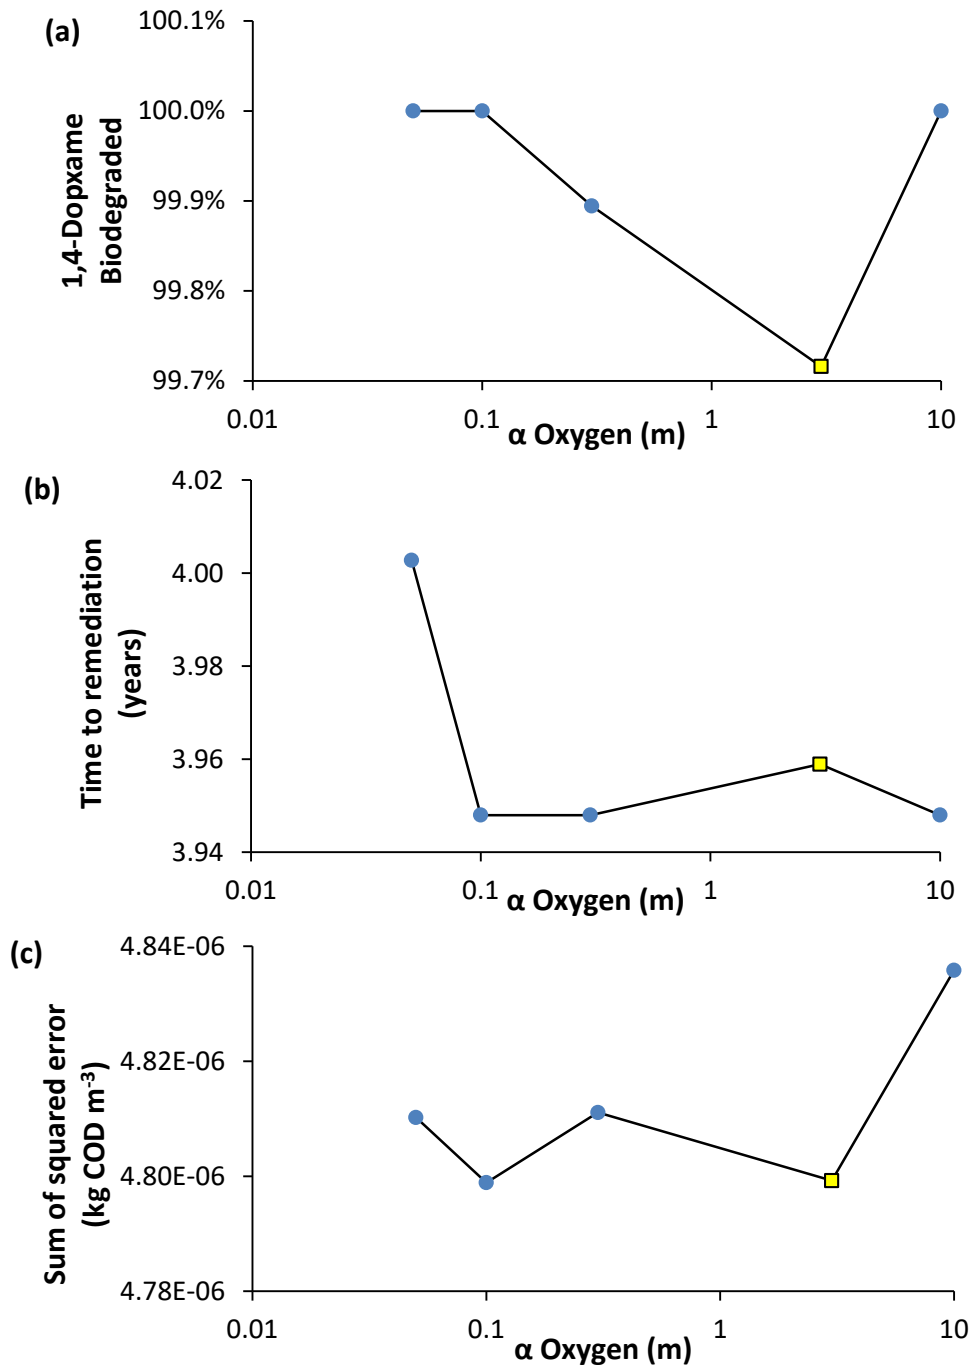 (a)
1,4-Dopxame
Biodegraded
100.1%
100.0%
99.9%
99.8%
99.7%
0.01
0.1
1
10
α Oxygen (m)
(b)
Time to remediation
(years)
4.02
4.00
3.98
3.96
3.94
0.01
0.1
1
10
α Oxygen (m)
(c)
Sum of squared error
(kg COD m⁻³)
4.84E-06
4.82E-06
4.80E-06
4.78E-06
0.01
0.1
1
10
α Oxygen (m)